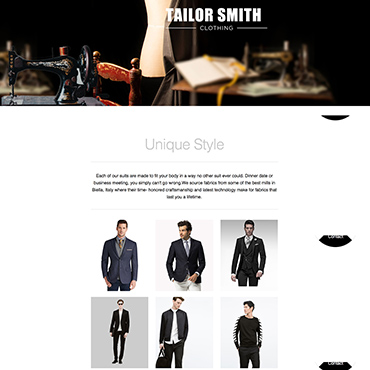 TAILOR SMITH
CLOTHING
Unique Style
Each of our suits are made to fit your body in a way no other suit ever could. Dinner date or
business meeting, you simply can't go wrong We source fabrics from some of the best mills in
Biella, Italy where their time- honored craftsmanship and latest technology make for fabrics that
last you a lifetime.
Contact
Contact